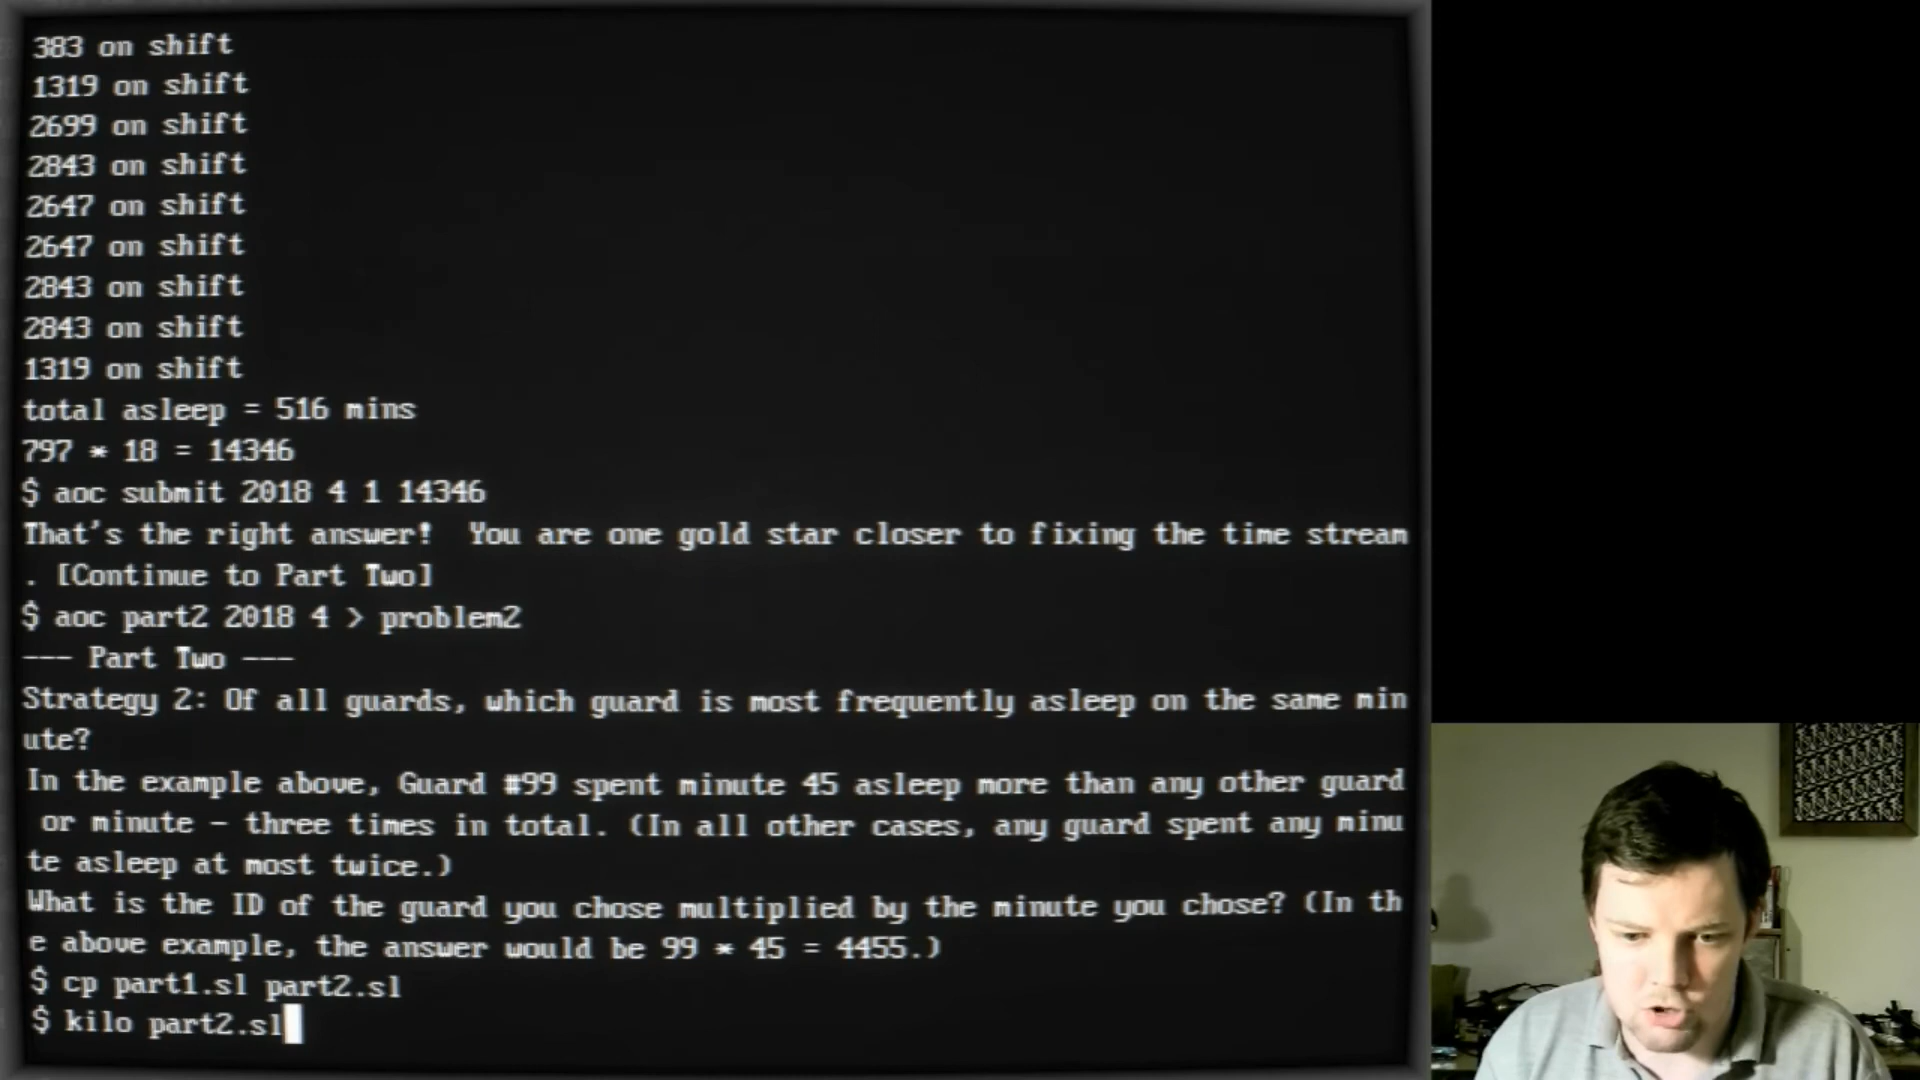 383 on shift
1319 on shift
2699 on shift
2843 on shift
2647 on shift
2647 on shift
2843 on shift
2843 on shift
1319 on shift
total asleep = 516 mins
797 * 18 = 14346
$ aoc submit 2018 4 1 14346
That's the right answer!  You are one gold star closer to fixing the time stream
. [Continue to Part Two]
$ aoc part2 2018 4 > problem2
--- Part Two ---
Strategy 2: Of all guards, which guard is most frequently asleep on the same min
ute?
In the example above, Guard #99 spent minute 45 asleep more than any other guard
 or minute - three times in total. (In all other cases, any guard spent any minu
te asleep at most twice.)
What is the ID of the guard you chose multiplied by the minute you chose? (In th
e above example, the answer would be 99 * 45 = 4455.)
$ cp part1.sl part2.sl
$ kilo part2.sl